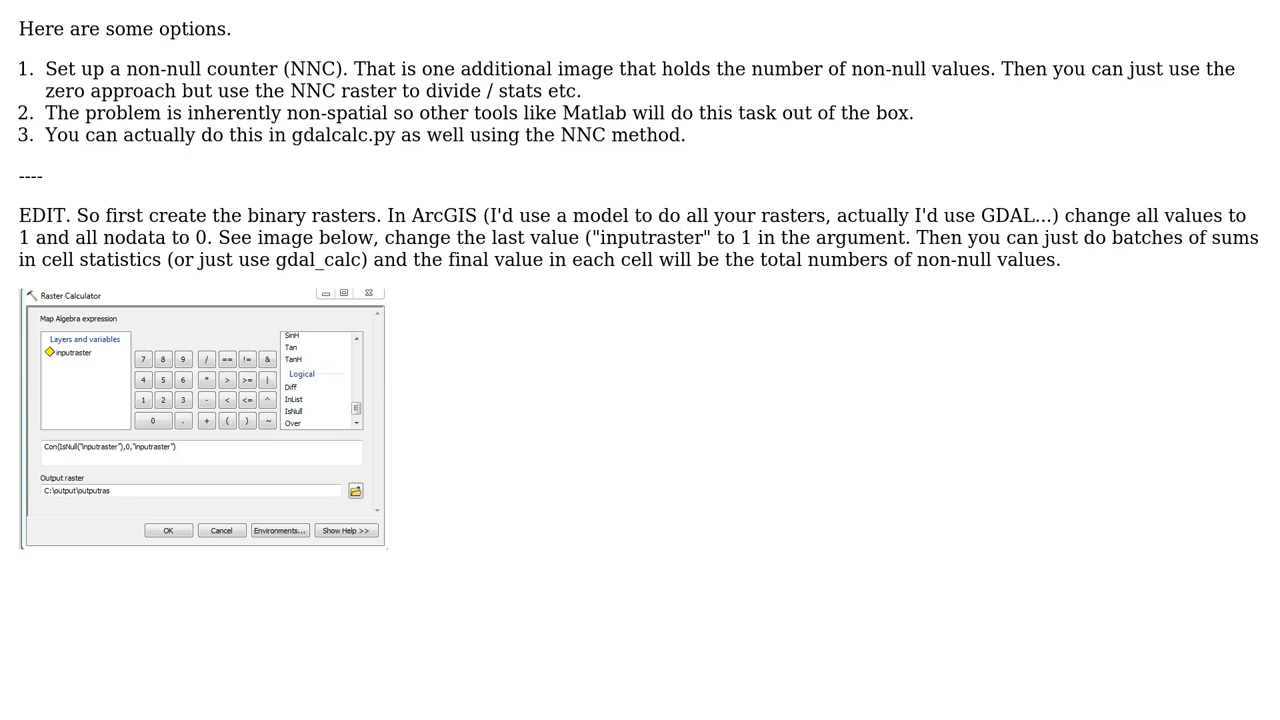 Here are some options.
1. Set up a non-null counter (NNC). That is one additional image that holds the number of non-null values. Then you can just use the
zero approach but use the NNC raster to divide / stats etc.
2. The problem is inherently non-spatial so other tools like Matlab will do this task out of the box.
3. You can actually do this in gdalcalc.py as well using the NNC method.
----
EDIT. So first create the binary rasters. In ArcGIS (I'd use a model to do all your rasters, actually I'd use GDAL...) change all values to
1 and all nodata to 0. See image below, change the last value ("inputraster" to 1 in the argument. Then you can just do batches of sums
in cell statistics (or just use gdal_calc) and the final value in each cell will be the total numbers of non-null values.
Raster Calculator
Map Algebra expression
Layers and variables
inputraster
SinH
Tan
TanH
Logical
Diff
InList
IsNull
Over
7 8 9 / == != &
4 5 6 * > >= |
1 2 3 - < <= ^
0 . + ( ) ~
Con(IsNull("inputraster"),0,"inputraster")
Output raster
C:\output\outputras
OK Cancel Environments... Show Help >>